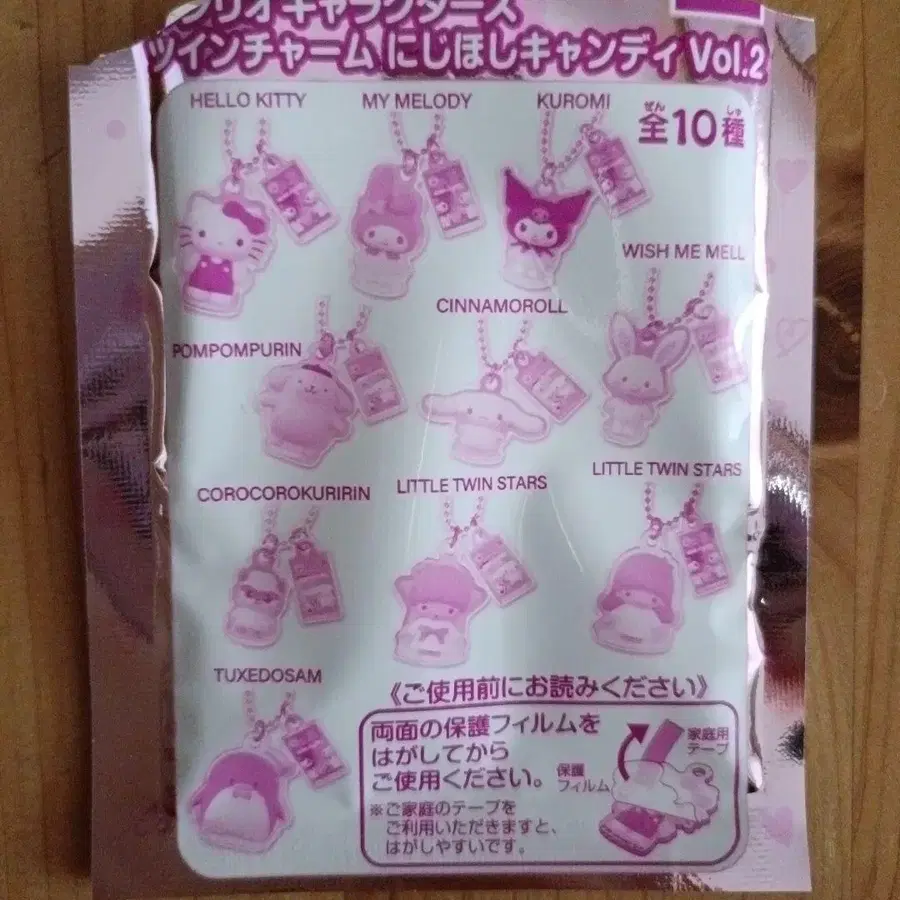 ンリオキャラクターズ
ツインチャーム にじほしキャンディ Vol.2
HELLO KITTY
MY MELODY
KUROMI
ぜん しゅ
全10種
WISH ME MELL
CINNAMOROLL
POMPOMPURIN
COROCOROKURIRIN
LITTLE TWIN STARS
LITTLE TWIN STARS
TUXEDOSAM
《ご使用前にお読みください》
両面の保護フィルムを
はがしてから
ご使用ください。
※ご家庭のテープを
ご利用いただきますと、
はがしやすいです。
保護
フィルム
家庭用
テープ